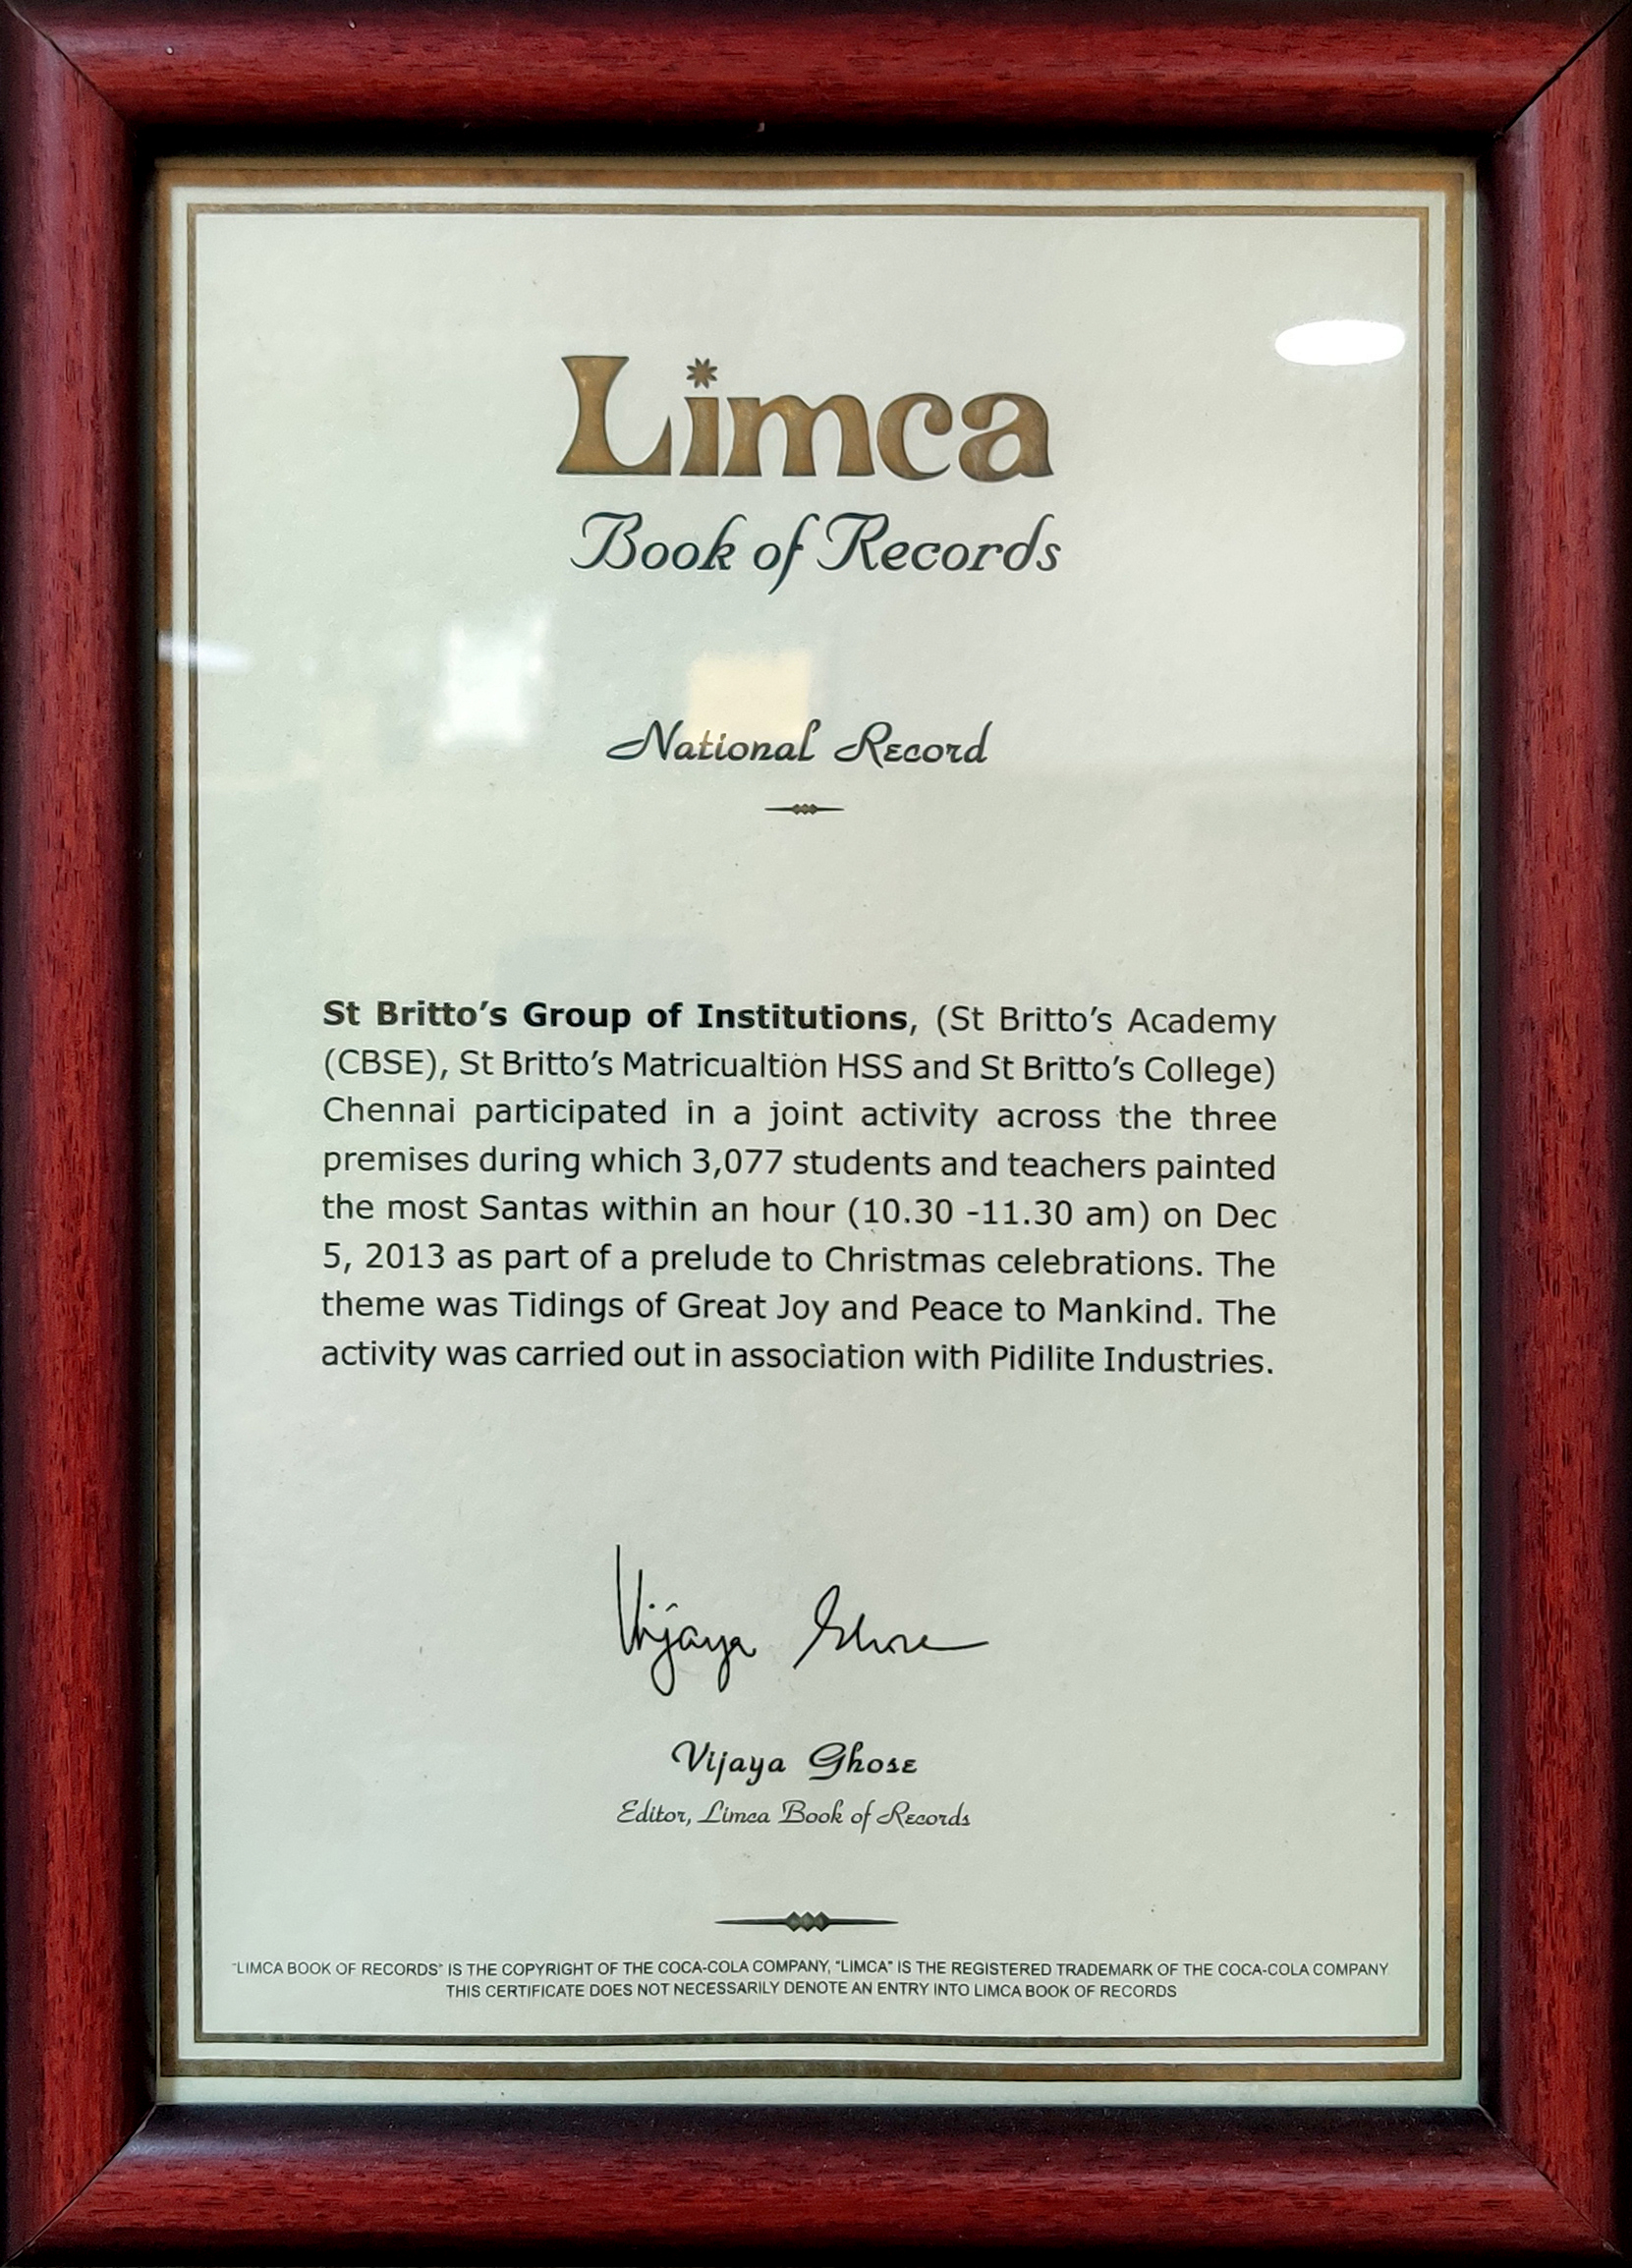 Limca
Book of Records
National Record
St Britto’s Group of Institutions, (St Britto’s Academy
(CBSE), St Britto’s Matricualtion HSS and St Britto’s College)
Chennai participated in a joint activity across the three
premises during which 3,077 students and teachers painted
the most Santas within an hour (10.30 -11.30 am) on Dec
5, 2013 as part of a prelude to Christmas celebrations. The
theme was Tidings of Great Joy and Peace to Mankind. The
activity was carried out in association with Pidilite Industries.
Vijaya Ghose
Vijaya Ghose
Editor, Limca Book of Records
"LIMCA BOOK OF RECORDS" IS THE COPYRIGHT OF THE COCA-COLA COMPANY, "LIMCA" IS THE REGISTERED TRADEMARK OF THE COCA-COLA COMPANY
THIS CERTIFICATE DOES NOT NECESSARILY DENOTE AN ENTRY INTO LIMCA BOOK OF RECORDS